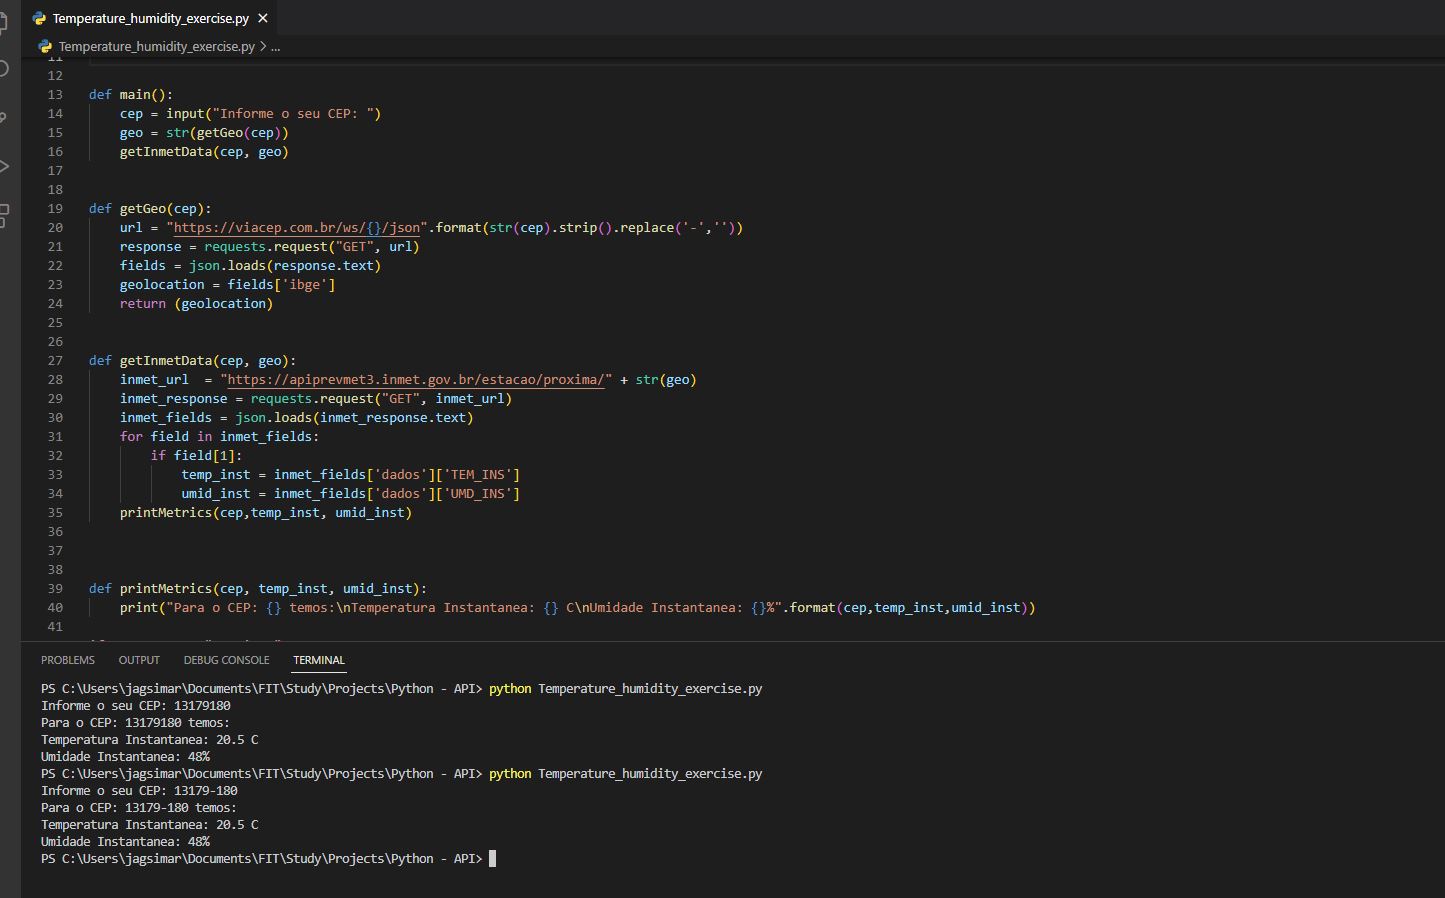 Temperature_humidity_exercise.py
Temperature_humidity_exercise.py > ...
11
12
13 def main():
14 cep = input("Informe o seu CEP: ")
15 geo = str(getGeo(cep))
16 getInmetData(cep, geo)
17
18
19 def getGeo(cep):
20 url = "https://viacep.com.br/ws/{}/json".format(str(cep).strip().replace('-',''))
21 response = requests.request("GET", url)
22 fields = json.loads(response.text)
23 geolocation = fields['ibge']
24 return (geolocation)
25
26
27 def getInmetData(cep, geo):
28 inmet_url  = "https://apiprevmet3.inmet.gov.br/estacao/proxima/" + str(geo)
29 inmet_response = requests.request("GET", inmet_url)
30 inmet_fields = json.loads(inmet_response.text)
31 for field in inmet_fields:
32 if field[1]:
33 temp_inst = inmet_fields['dados']['TEM_INS']
34 umid_inst = inmet_fields['dados']['UMD_INS']
35 printMetrics(cep,temp_inst, umid_inst)
36
37
38
39 def printMetrics(cep, temp_inst, umid_inst):
40 print("Para o CEP: {} temos:\nTemperatura Instantanea: {} C\nUmidade Instantanea: {}%".format(cep,temp_inst,umid_inst))
41
PROBLEMS OUTPUT DEBUG CONSOLE TERMINAL
PS C:\Users\jagsimar\Documents\FIT\Study\Projects\Python - API> python Temperature_humidity_exercise.py
Informe o seu CEP: 13179180
Para o CEP: 13179180 temos:
Temperatura Instantanea: 20.5 C
Umidade Instantanea: 48%
PS C:\Users\jagsimar\Documents\FIT\Study\Projects\Python - API> python Temperature_humidity_exercise.py
Informe o seu CEP: 13179-180
Para o CEP: 13179-180 temos:
Temperatura Instantanea: 20.5 C
Umidade Instantanea: 48%
PS C:\Users\jagsimar\Documents\FIT\Study\Projects\Python - API>